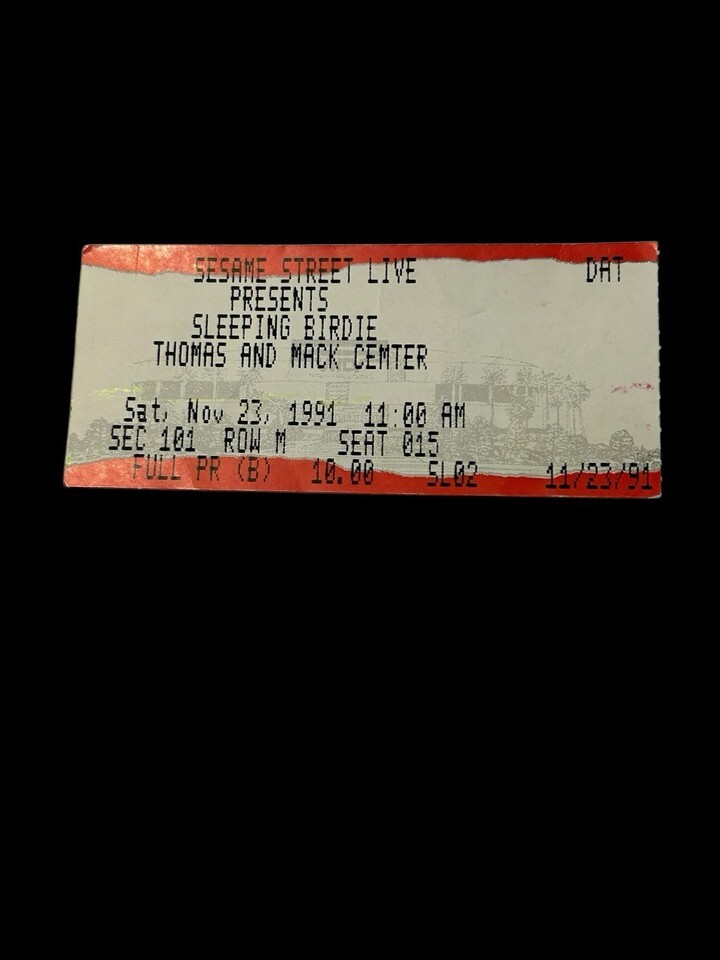 SESAME STREET LIVE DAT
PRESENTS
SLEEPING BIRDIE
THOMAS AND MACK CEMTER
Sat, Nov 23, 1991 11:00 AM
SEC 101 ROW M SEAT 015
FULL PR (B) 10.00 SL02 11/23/91